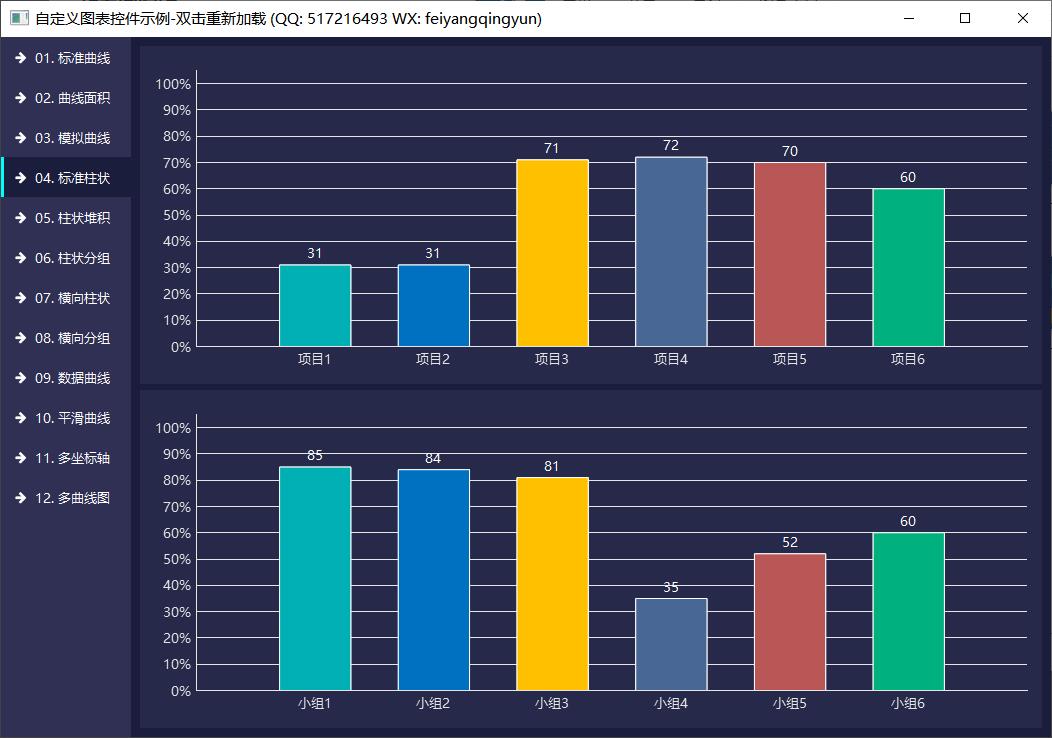 自定义图表控件示例-双击重新加载 (QQ: 517216493 WX: feiyangqingyun)
01. 标准曲线
02. 曲线面积
03. 模拟曲线
04. 标准柱状
05. 柱状堆积
06. 柱状分组
07. 横向柱状
08. 横向分组
09. 数据曲线
10. 平滑曲线
11. 多坐标轴
12. 多曲线图
100%
90%
80%
70%
60%
50%
40%
30%
20%
10%
0%
31 31 71 72 70 60
项目1 项目2 项目3 项目4 项目5 项目6
100%
90%
80%
70%
60%
50%
40%
30%
20%
10%
0%
85 84 81 35 52 60
小组1 小组2 小组3 小组4 小组5 小组6